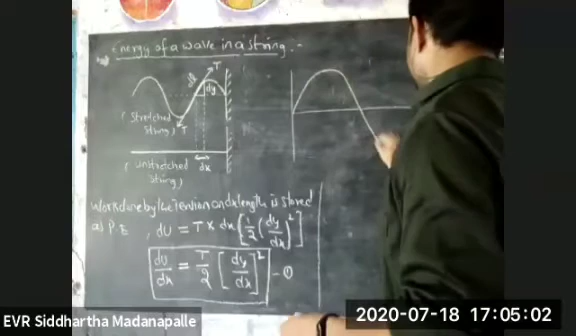 Energy of a wave in a string :-
T
dl
dy
(Stretched
string)
T
(Unstretched
string)
dx
Workdone by the tension on dx length is stored
as P.E , dU = T x dx [1/2 (dy/dx)²]
dU/dx = T/2 [dy/dx]² - ①
EVR Siddhartha Madanapalle
2020-07-18 17:05:02